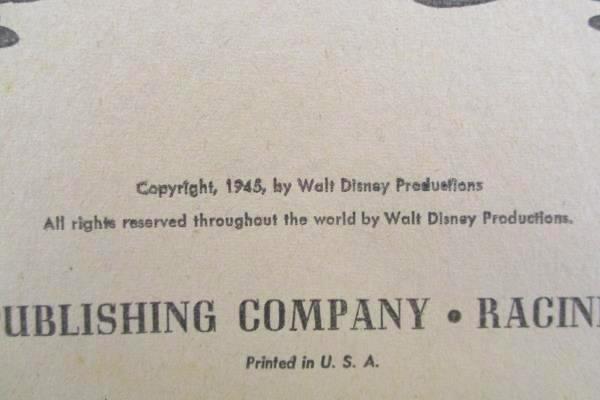 Copyright, 1945, by Walt Disney Productions
All rights reserved throughout the world by Walt Disney Productions.
UBLISHING COMPANY • RACIN
Printed in U. S. A.